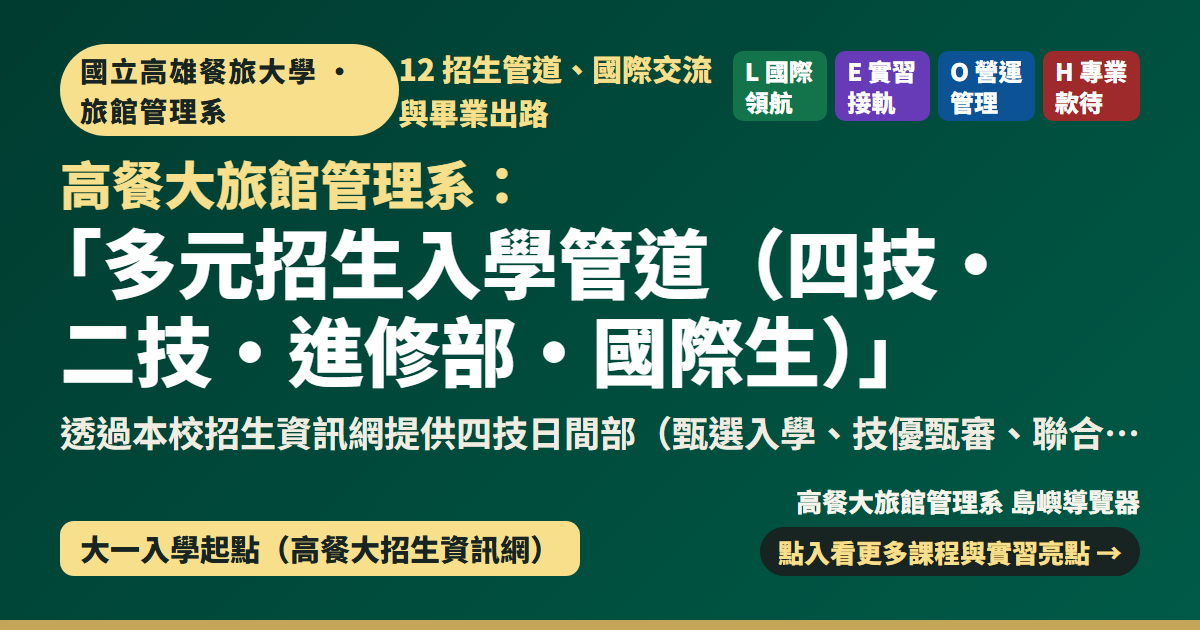 國立高雄餐旅大學 ・
旅館管理系
12 招生管道、國際交流
與畢業出路
L 國際
領航
E 實習
接軌
O 營運
管理
H 專業
款待
高餐大旅館管理系：
「多元招生入學管道（四技・
二技・進修部・國際生）」
透過本校招生資訊網提供四技日間部（甄選入學、技優甄審、聯合…
高餐大旅館管理系 島嶼導覽器
大一入學起點（高餐大招生資訊網）
點入看更多課程與實習亮點 →